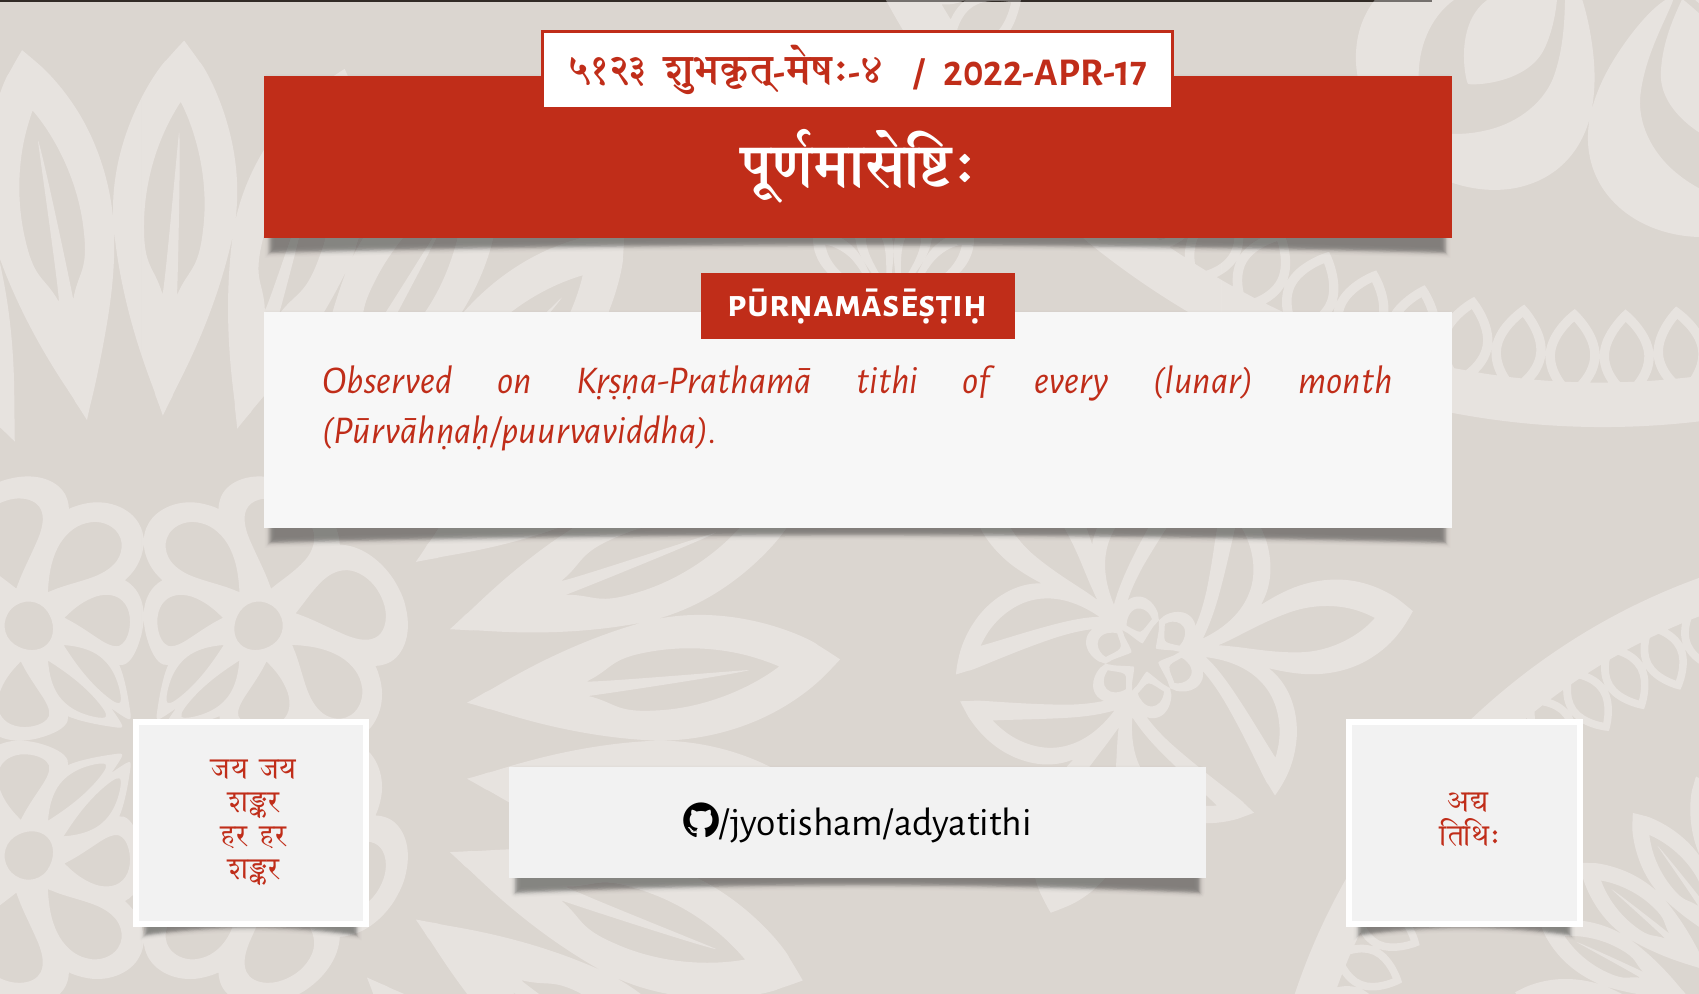 ५१२३ शुभकृत्-मेषः-४ / 2022-APR-17
पूर्णमासेष्टिः
PŪRṆAMĀSĒṢṬIḤ
Observed on Kṛṣṇa-Prathamā tithi of every (lunar) month
(Pūrvāhṇaḥ/puurvaviddha).
जय जय
शङ्कर
हर हर
शङ्कर
/jyotisham/adyatithi
अद्य
तिथिः